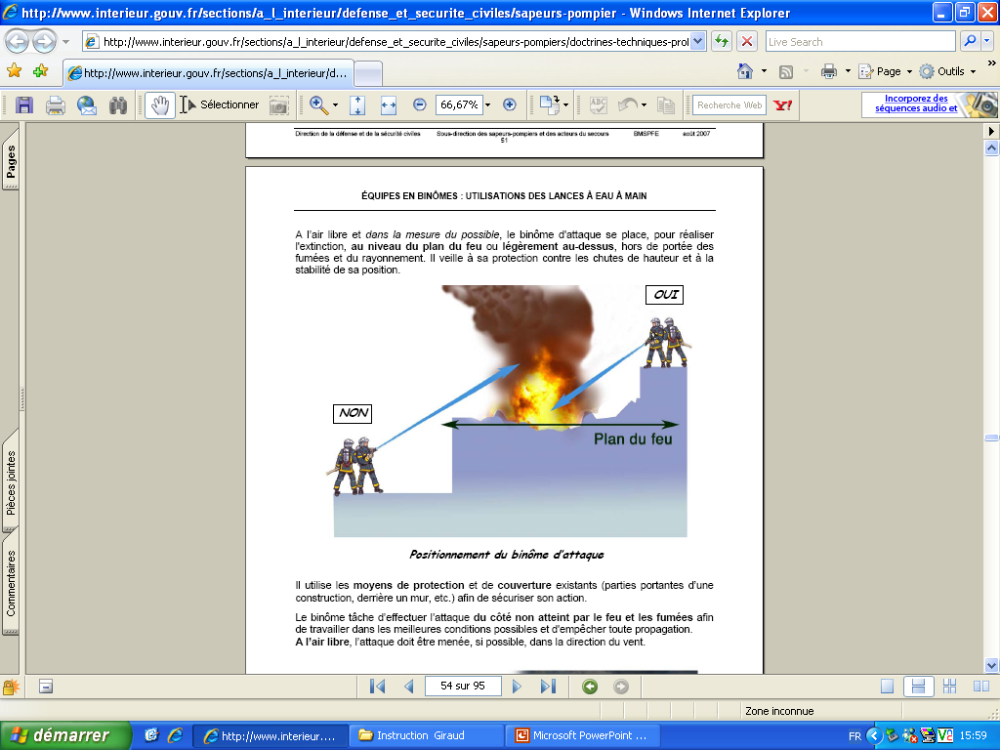 http://www.interieur.gouv.fr/sections/a_l_interieur/defense_et_securite_civiles/sapeurs-pompier - Windows Internet Explorer
http://www.interieur.gouv.fr/sections/a_l_interieur/defense_et_securite_civiles/sapeurs-pompiers/doctrines-techniques-prol
Live Search
http://www.interieur.gouv.fr/sections/a_l_interieur/d...
Page
Outils
Sélectionner
66,67%
ABC
Recherche Web
Y!
Incorporez des
séquences audio et
Pages
Pièces jointes
Commentaires
Direction de la défense et de la sécurité civiles Sous-direction des sapeurs-pompiers et des acteurs du secours BMSPFE août 2007
51
ÉQUIPES EN BINÔMES : UTILISATIONS DES LANCES À EAU À MAIN
A l'air libre et dans la mesure du possible, le binôme d'attaque se place, pour réaliser
l'extinction, au niveau du plan du feu ou légèrement au-dessus, hors de portée des
fumées et du rayonnement. Il veille à sa protection contre les chutes de hauteur et à la
stabilité de sa position.
OUI
NON
Plan du feu
Positionnement du binôme d'attaque
Il utilise les moyens de protection et de couverture existants (parties portantes d'une
construction, derrière un mur, etc.) afin de sécuriser son action.
Le binôme tâche d'effectuer l'attaque du côté non atteint par le feu et les fumées afin
de travailler dans les meilleures conditions possibles et d'empêcher toute propagation.
A l'air libre, l'attaque doit être menée, si possible, dans la direction du vent.
54 sur 95
Zone inconnue
démarrer
http://www.interieur....
Instruction Giraud
Microsoft PowerPoint ...
FR
15:59